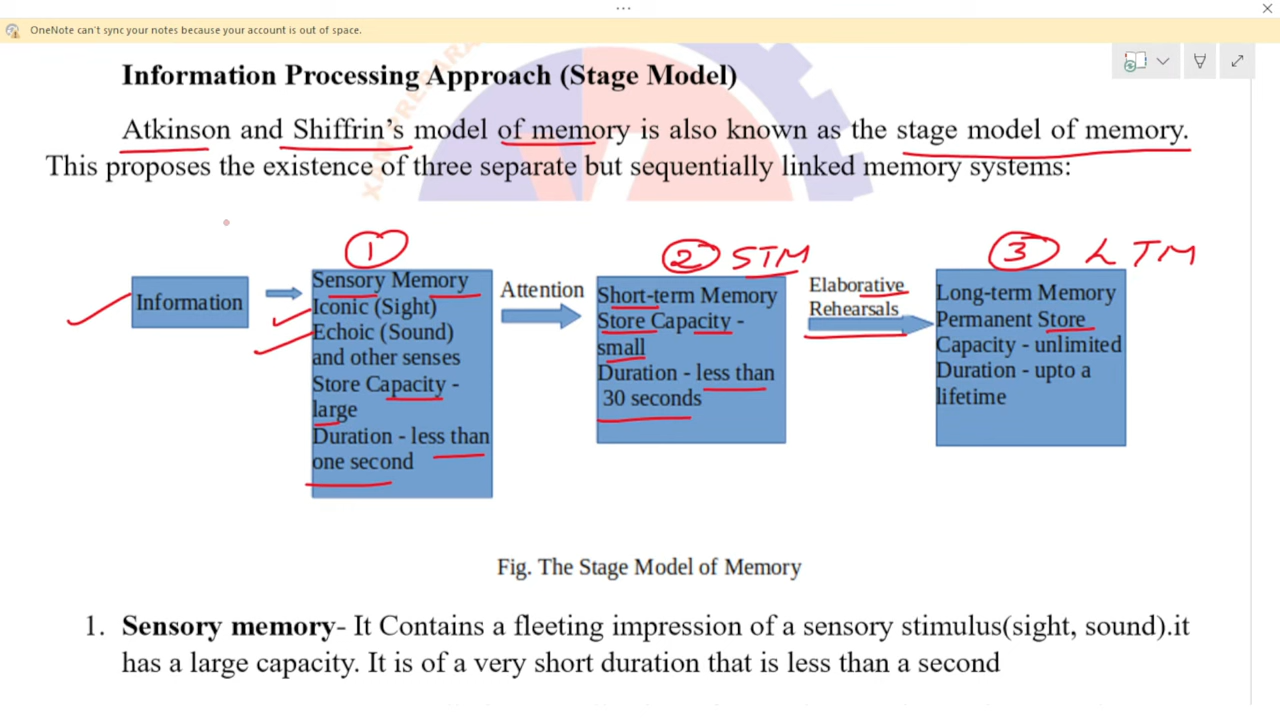 OneNote can't sync your notes because your account is out of space.
Information Processing Approach (Stage Model)
Atkinson and Shiffrin's model of memory is also known as the stage model of memory.
This proposes the existence of three separate but sequentially linked memory systems:
1
2 STM
3 LTM
Information
Sensory Memory
Iconic (Sight)
Echoic (Sound)
and other senses
Store Capacity -
large
Duration - less than
one second
Attention
Short-term Memory
Store Capacity -
small
Duration - less than
30 seconds
Elaborative
Rehearsals
Long-term Memory
Permanent Store
Capacity - unlimited
Duration - upto a
lifetime
Fig. The Stage Model of Memory
1. Sensory memory- It Contains a fleeting impression of a sensory stimulus(sight, sound).it
has a large capacity. It is of a very short duration that is less than a second